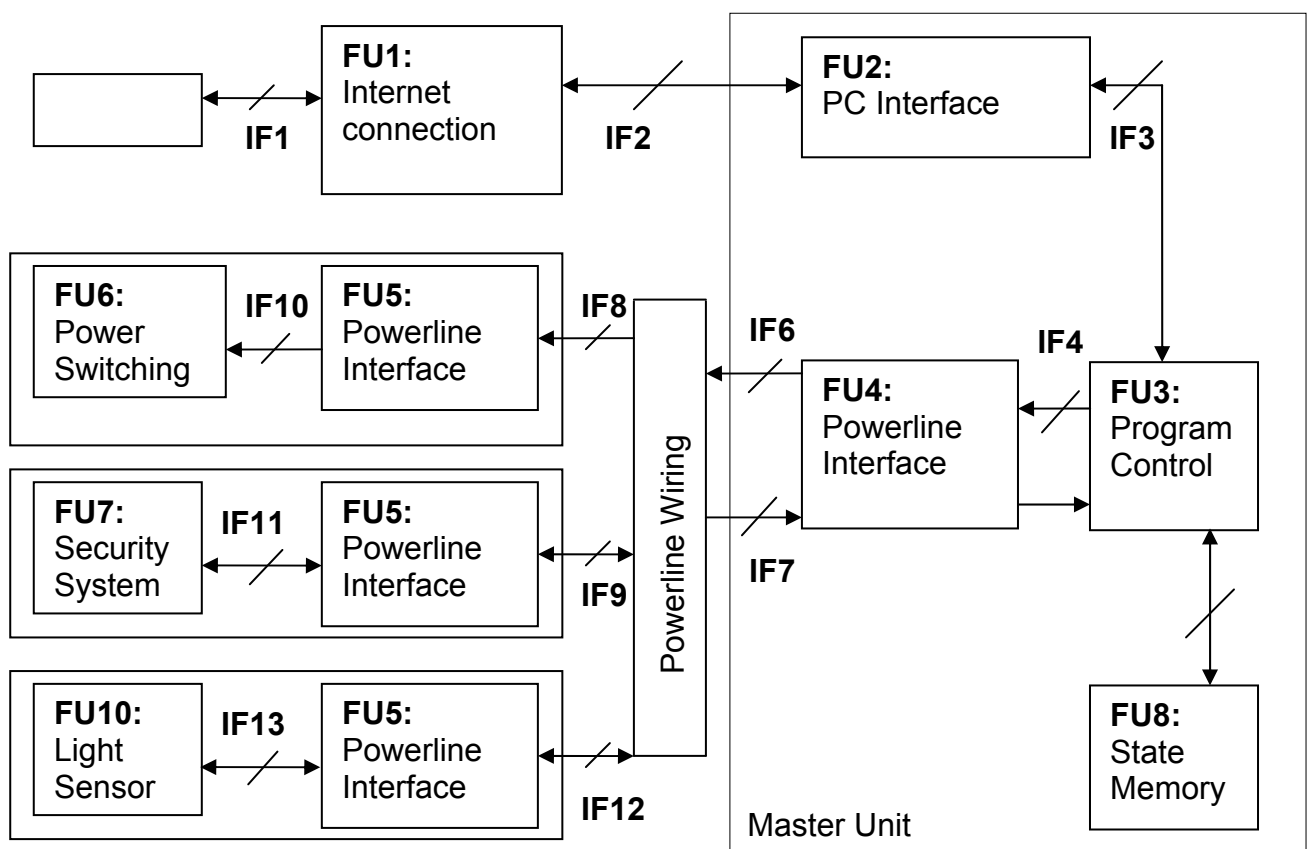 FU1:
Internet
connection
IF1
IF2
FU2:
PC Interface
IF3
FU6:
Power
Switching
IF10
FU5:
Powerline
Interface
IF8
FU7:
Security
System
IF11
FU5:
Powerline
Interface
IF9
FU10:
Light
Sensor
IF13
FU5:
Powerline
Interface
IF12
Powerline Wiring
IF6
IF7
FU4:
Powerline
Interface
IF4
FU3:
Program
Control
FU8:
State
Memory
Master Unit